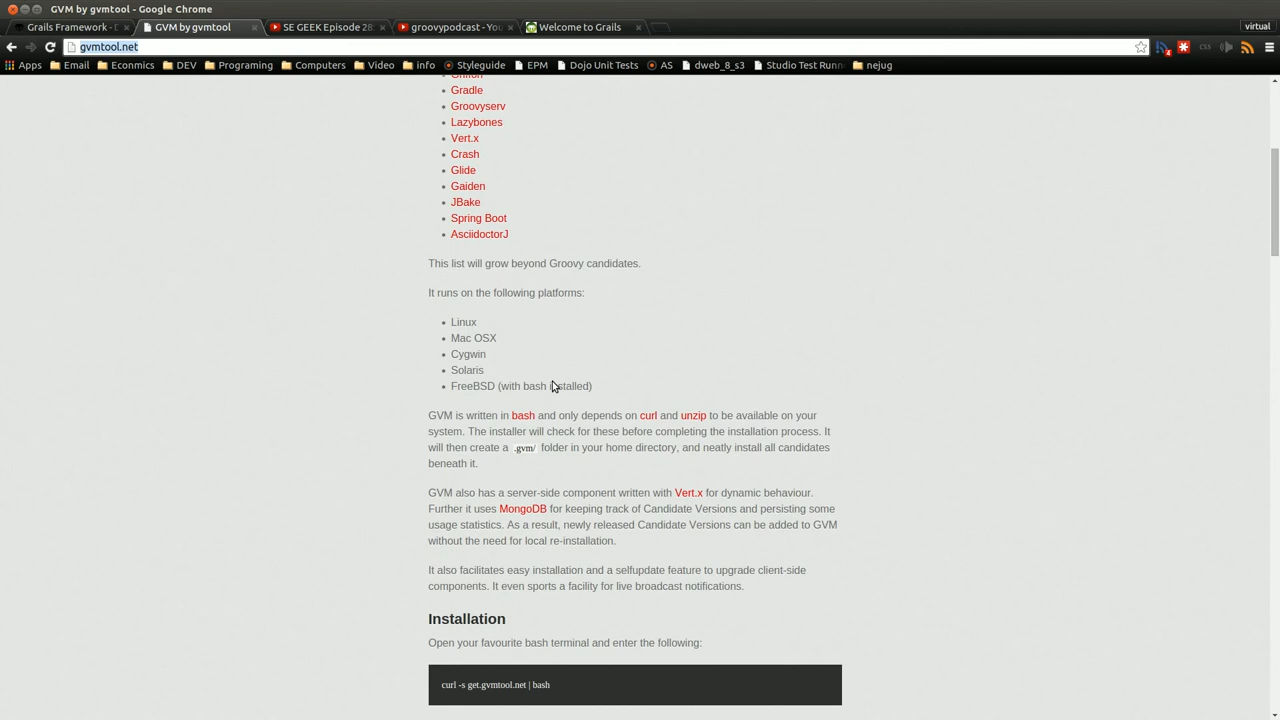 GVM by gvmtool - Google Chrome
Grails Framework - D
GVM by gvmtool
SE GEEK Episode 28:
groovypodcast - You
Welcome to Grails
virtual
gvmtool.net
Apps
Email
Econmics
DEV
Programing
Computers
Video
info
Styleguide
EPM
Dojo Unit Tests
AS
dweb_8_s3
Studio Test Runn
nejug
Griffon
Gradle
Groovyserv
Lazybones
Vert.x
Crash
Glide
Gaiden
JBake
Spring Boot
AsciidoctorJ
This list will grow beyond Groovy candidates.
It runs on the following platforms:
Linux
Mac OSX
Cygwin
Solaris
FreeBSD (with bash installed)
GVM is written in bash and only depends on curl and unzip to be available on your
system. The installer will check for these before completing the installation process. It
will then create a .gvm/ folder in your home directory, and neatly install all candidates
beneath it.
GVM also has a server-side component written with Vert.x for dynamic behaviour.
Further it uses MongoDB for keeping track of Candidate Versions and persisting some
usage statistics. As a result, newly released Candidate Versions can be added to GVM
without the need for local re-installation.
It also facilitates easy installation and a selfupdate feature to upgrade client-side
components. It even sports a facility for live broadcast notifications.
Installation
Open your favourite bash terminal and enter the following:
curl -s get.gvmtool.net | bash